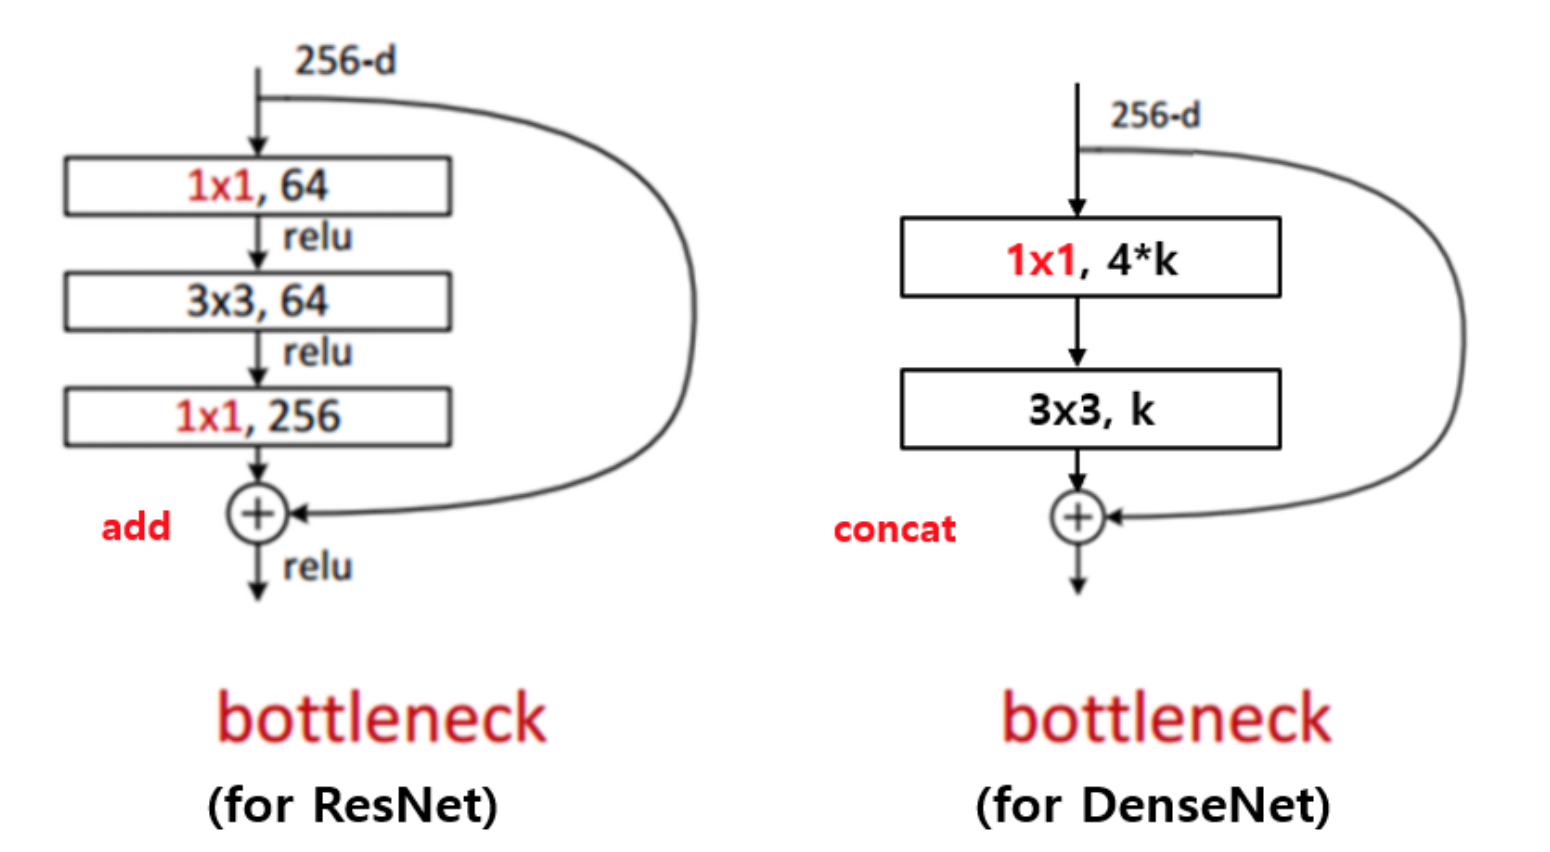 256-d
1x1, 64
relu
3x3, 64
relu
1x1, 256
add
relu
bottleneck
(for ResNet)
256-d
1x1, 4*k
3x3, k
concat
bottleneck
(for DenseNet)